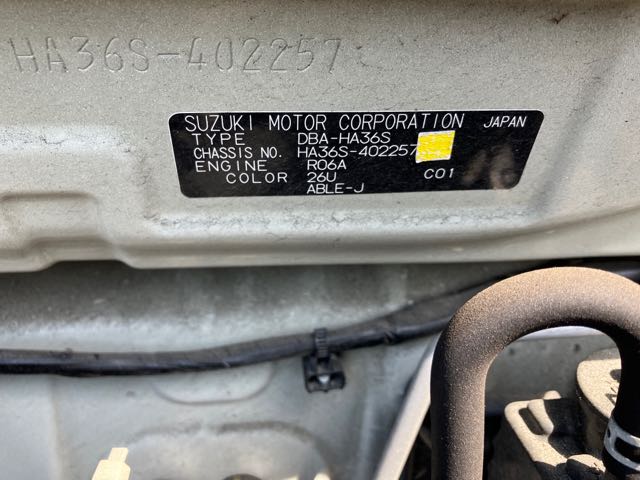 HA36S-402257
SUZUKI MOTOR CORPORATION JAPAN
TYPE DBA-HA36S
CHASSIS NO. HA36S-402257
ENGINE R06A
COLOR 26U C01
ABLE-J